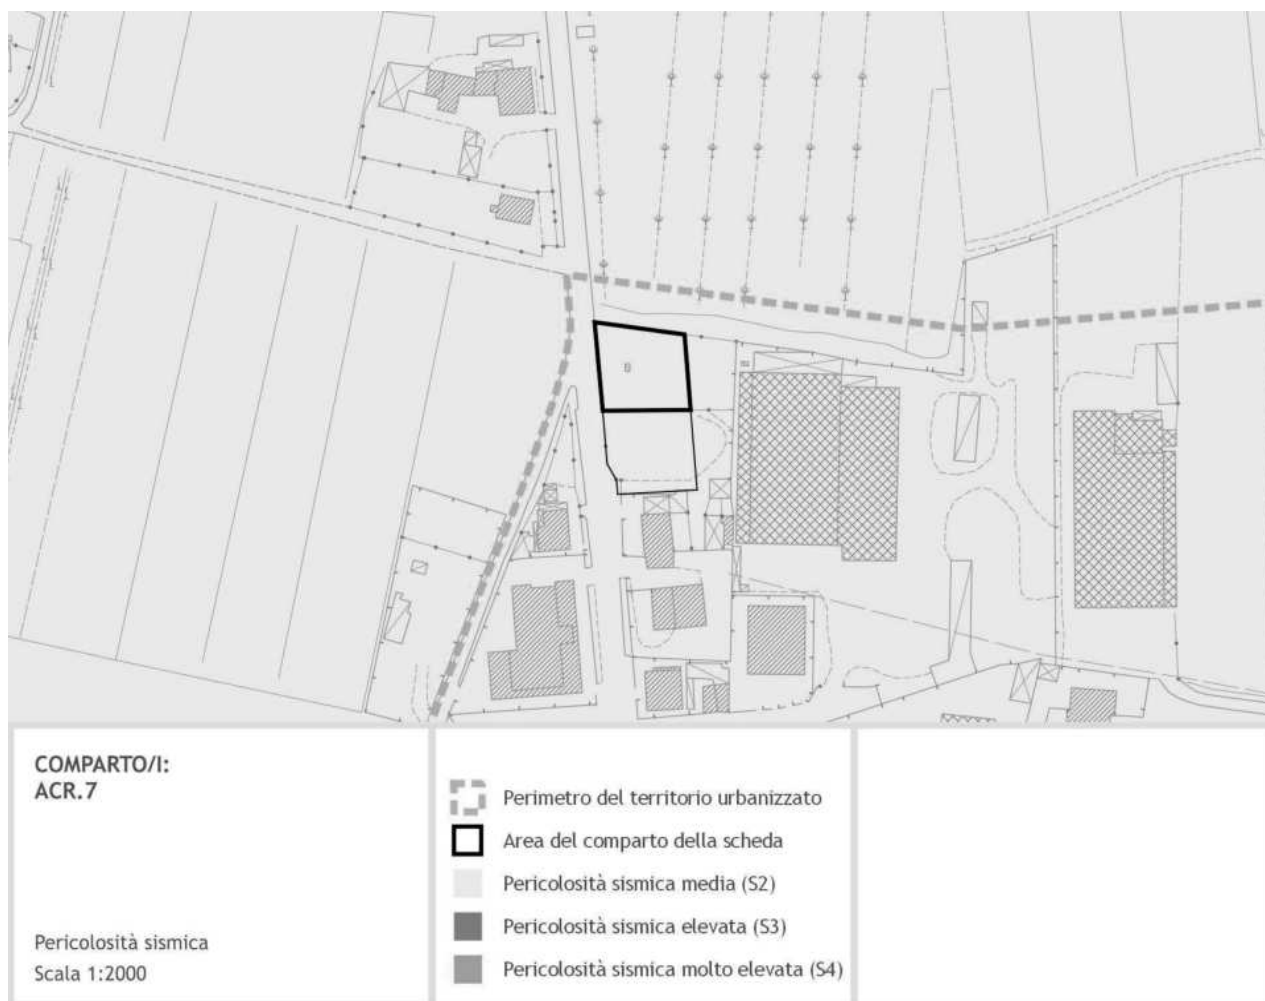 COMPARTO/I:
ACR.7
Pericolosità sismica
Scala 1:2000
Perimetro del territorio urbanizzato
Area del comparto della scheda
Pericolosità sismica media (S2)
Pericolosità sismica elevata (S3)
Pericolosità sismica molto elevata (S4)